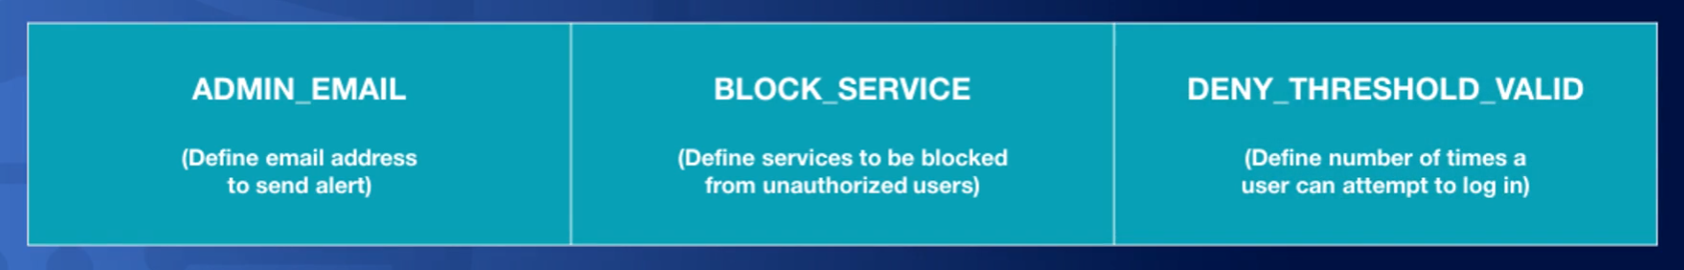 ADMIN_EMAIL
(Define email address
to send alert)
BLOCK_SERVICE
(Define services to be blocked
from unauthorized users)
DENY_THRESHOLD_VALID
(Define number of times a
user can attempt to log in)